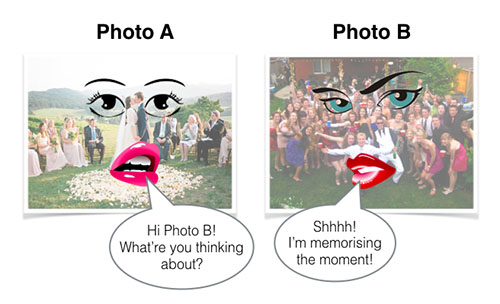 Photo A
Photo B
Hi Photo B!
What're you thinking
about?
Shhhh!
I'm memorising
the moment!